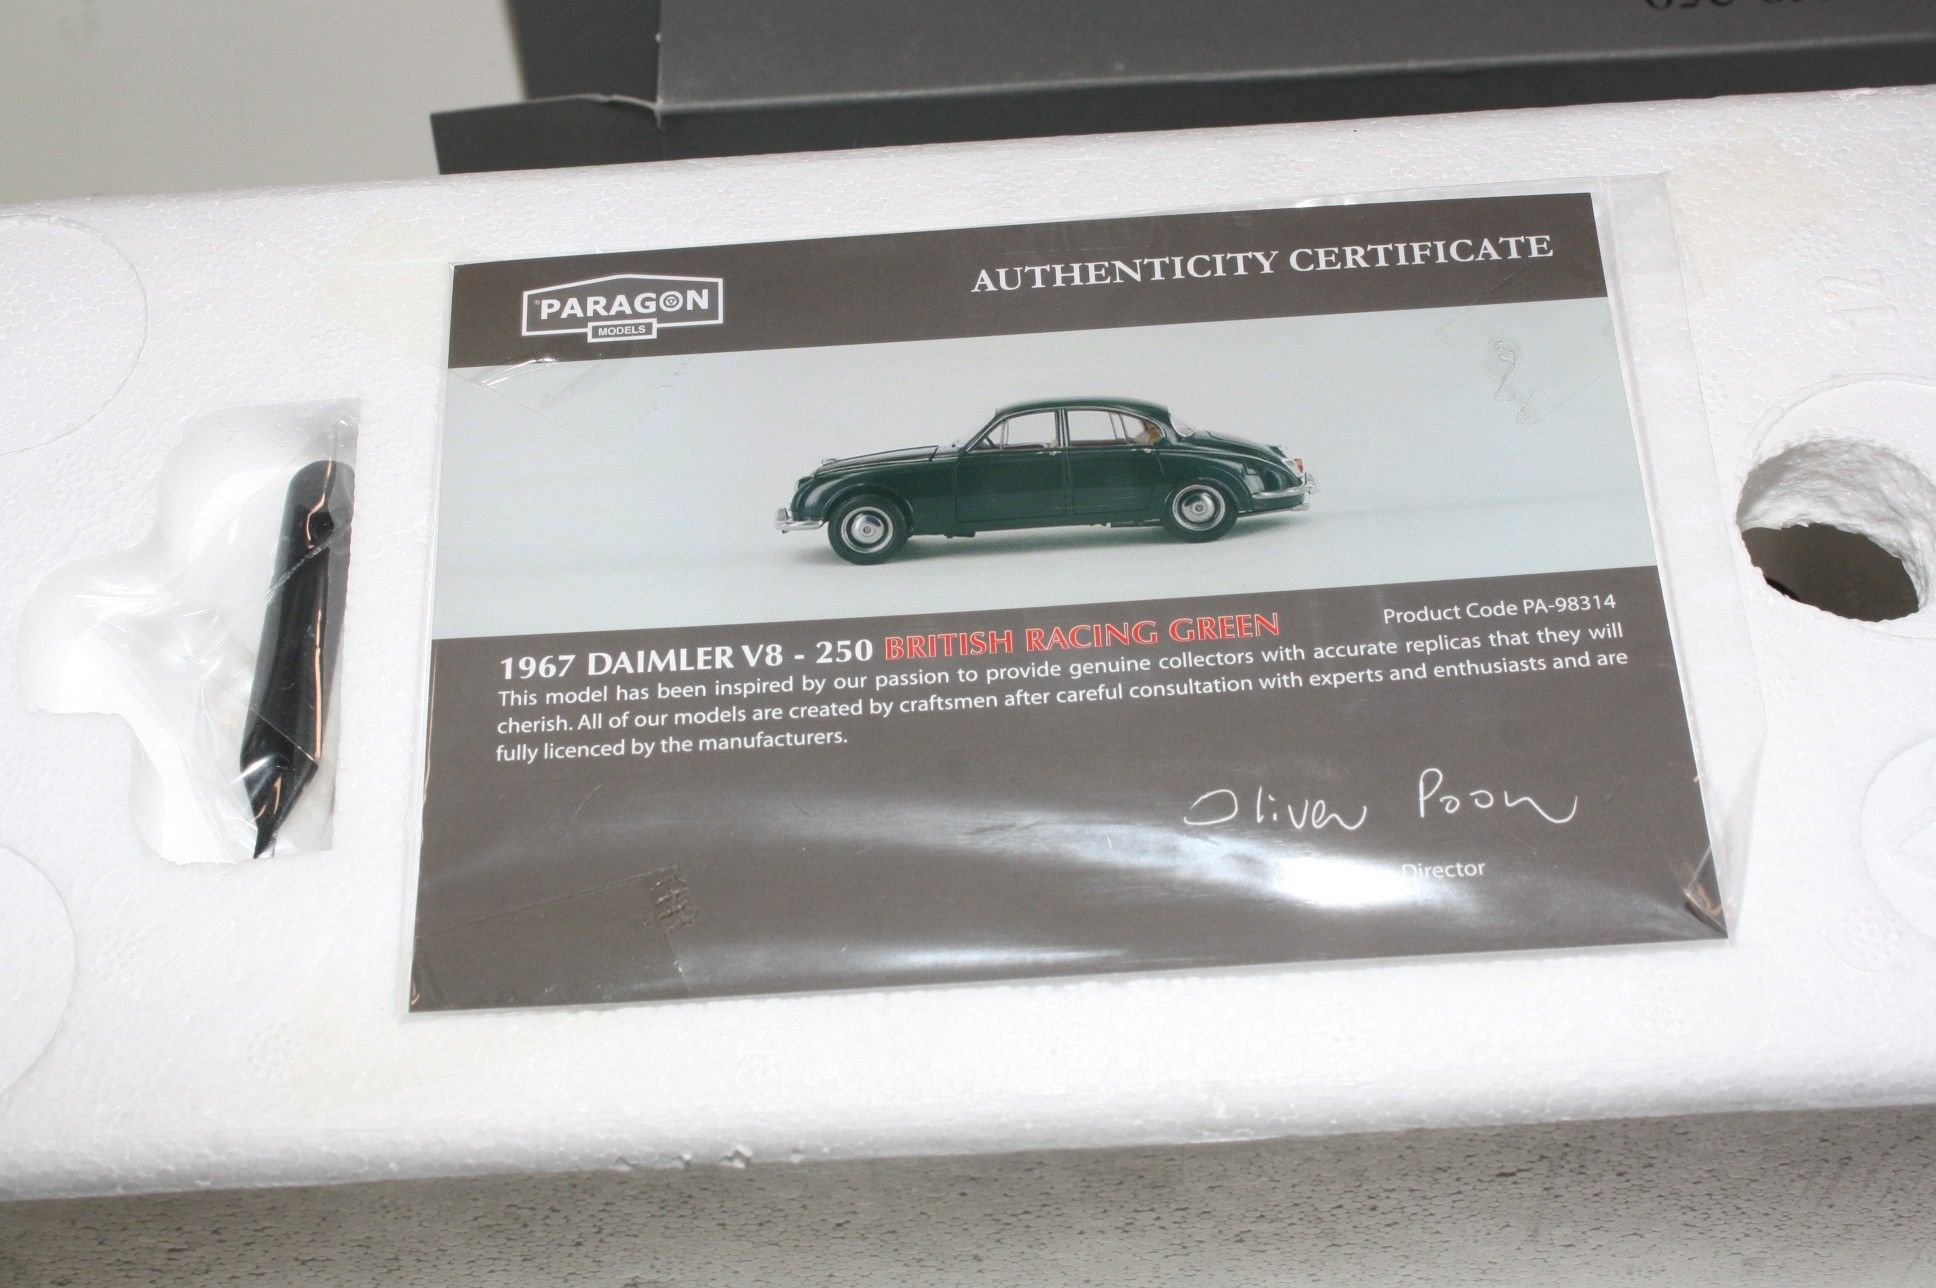 ®PARAGON
MODELS
AUTHENTICITY CERTIFICATE
1967 DAIMLER V8 - 250 BRITISH RACING GREEN
Product Code PA-98314
This model has been inspired by our passion to provide genuine collectors with accurate replicas that they will
cherish. All of our models are created by craftsmen after careful consultation with experts and enthusiasts and are
fully licenced by the manufacturers.
Oliver Poon
Director
12